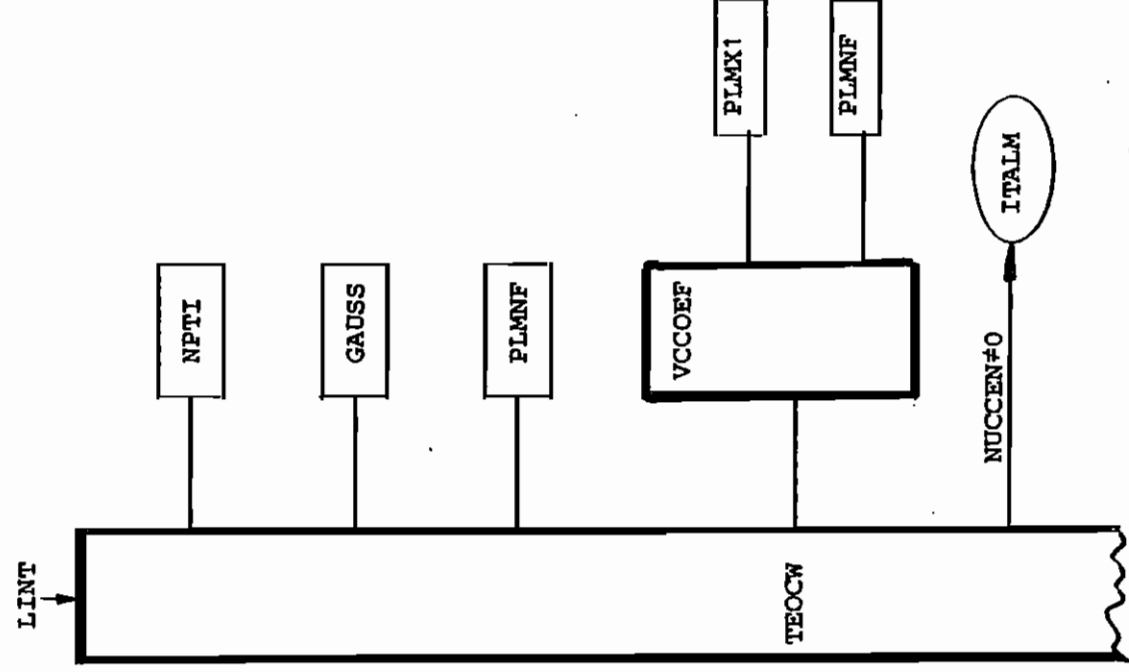 LINT
NPTI
GAUSS
PLMNF
VCCOEF
PLMX1
PLMNF
TEOCW
NUCCEN≠0
ITALM